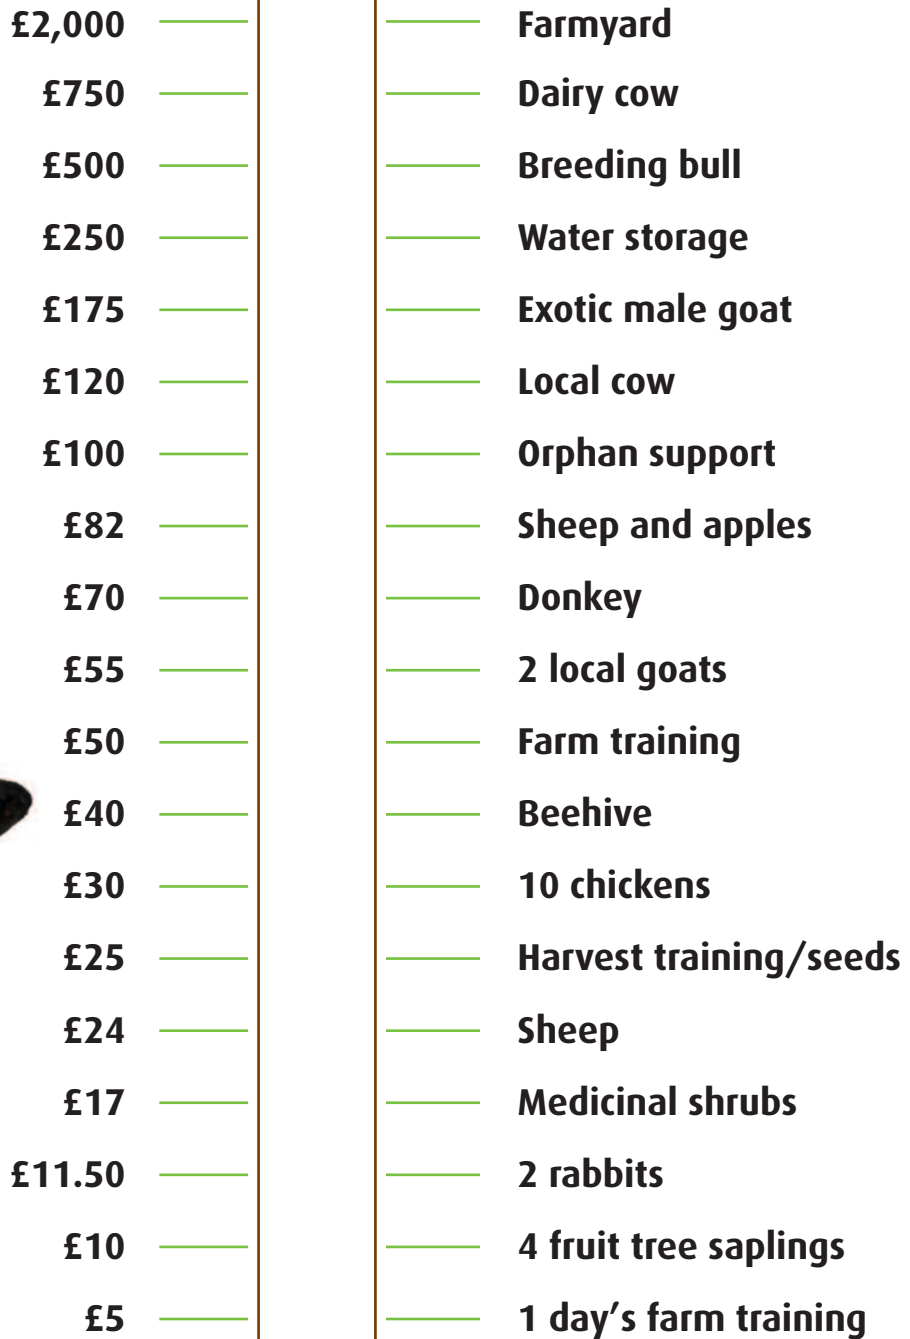 £2,000 Farmyard
£750 Dairy cow
£500 Breeding bull
£250 Water storage
£175 Exotic male goat
£120 Local cow
£100 Orphan support
£82 Sheep and apples
£70 Donkey
£55 2 local goats
£50 Farm training
£40 Beehive
£30 10 chickens
£25 Harvest training/seeds
£24 Sheep
£17 Medicinal shrubs
£11.50 2 rabbits
£10 4 fruit tree saplings
£5 1 day's farm training